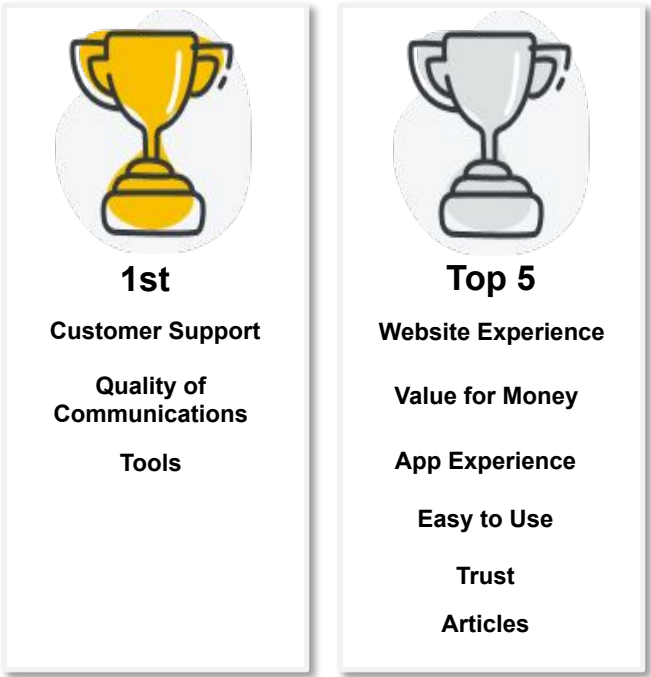 1st
Customer Support
Quality of
Communications
Tools
Top 5
Website Experience
Value for Money
App Experience
Easy to Use
Trust
Articles